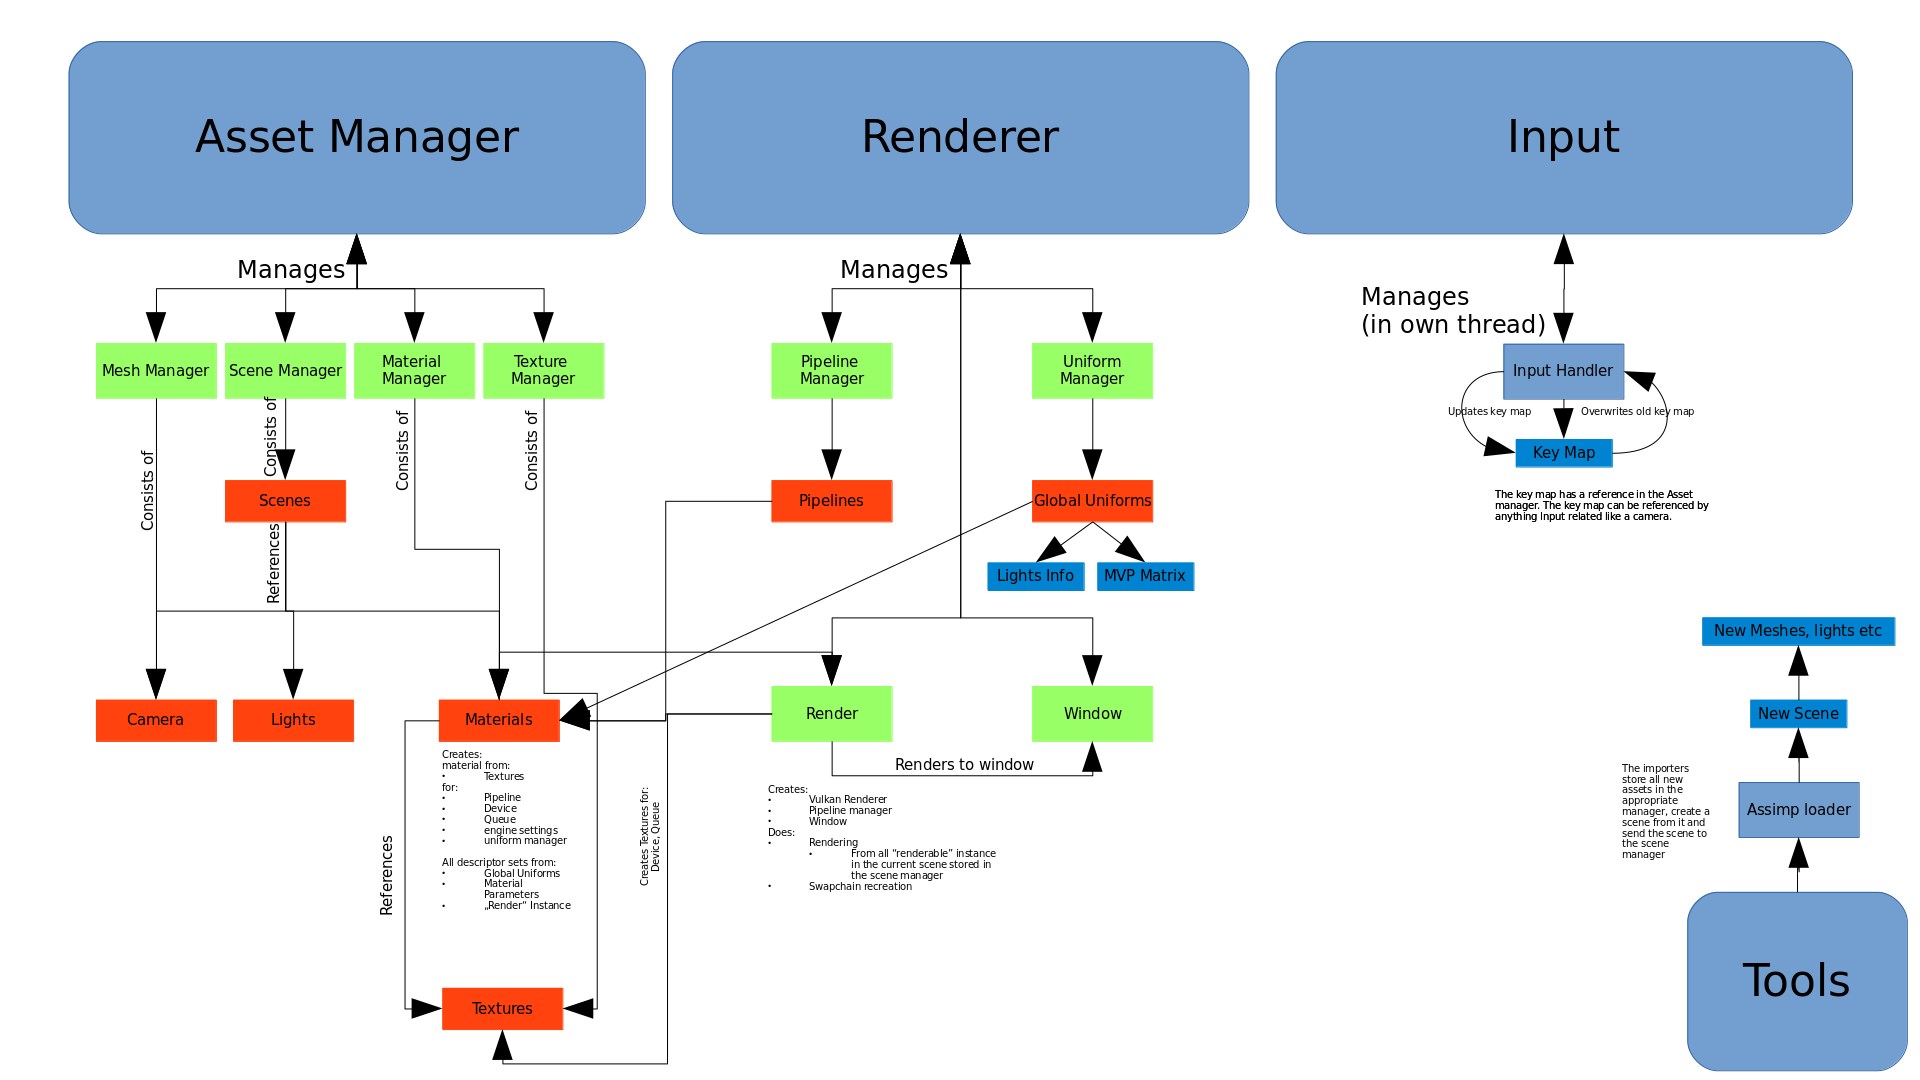 Asset Manager
Renderer
Input
Manages
Manages
Manages
(in own thread)
Mesh Manager
Scene Manager
Material
Manager
Texture
Manager
Pipeline
Manager
Uniform
Manager
Input Handler
Updates key map
Overwrites old key map
Key Map
Consists of
Consists of
Consists of
Consists of
Scenes
Pipelines
Global Uniforms
The key map has a reference in the Asset
manager. The key map can be referenced by
anything Input related like a camera.
References
Lights Info
MVP Matrix
New Meshes, lights etc
Camera
Lights
Materials
Render
Window
New Scene
Renders to window
Creates:
material from:
• Textures
for:
• Pipeline
• Device
• Queue
• engine settings
• uniform manager
All descriptor sets from:
• Global Uniforms
• Material
Parameters
• „Render“ Instance
References
Creates Textures for:
Device, Queue
Creates:
• Vulkan Renderer
• Pipeline manager
• Window
Does:
• Rendering
• From all “renderable” instance
in the current scene stored in
the scene manager
• Swapchain recreation
The importers
store all new
assets in the
appropriate
manager, create a
scene from it and
send the scene to
the scene
manager
Assimp loader
Textures
Tools